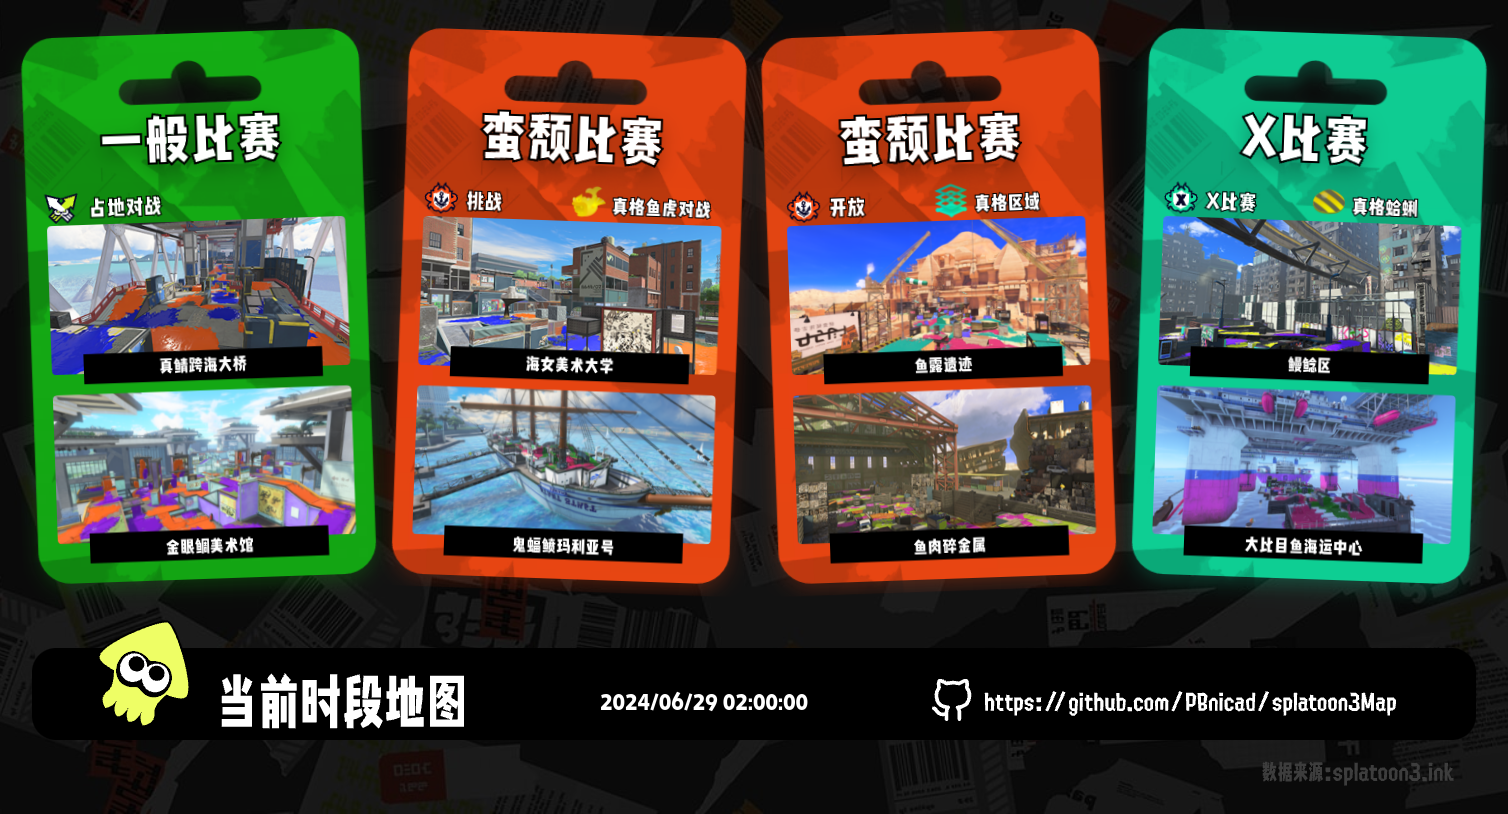 一般比赛
占地对战
真鲭跨海大桥
金眼鲷美术馆
蛮颓比赛
挑战
真格鱼虎对战
海女美术大学
鬼蝠鲼玛利亚号
蛮颓比赛
开放
真格区域
鱼露遗迹
鱼肉碎金属
X比赛
X比赛
真格蛤蜊
鳗鲶区
大比目鱼海运中心
当前时段地图
2024/06/29 02:00:00
https://github.com/PBnicad/splatoon3Map
数据来源:splatoon3.ink